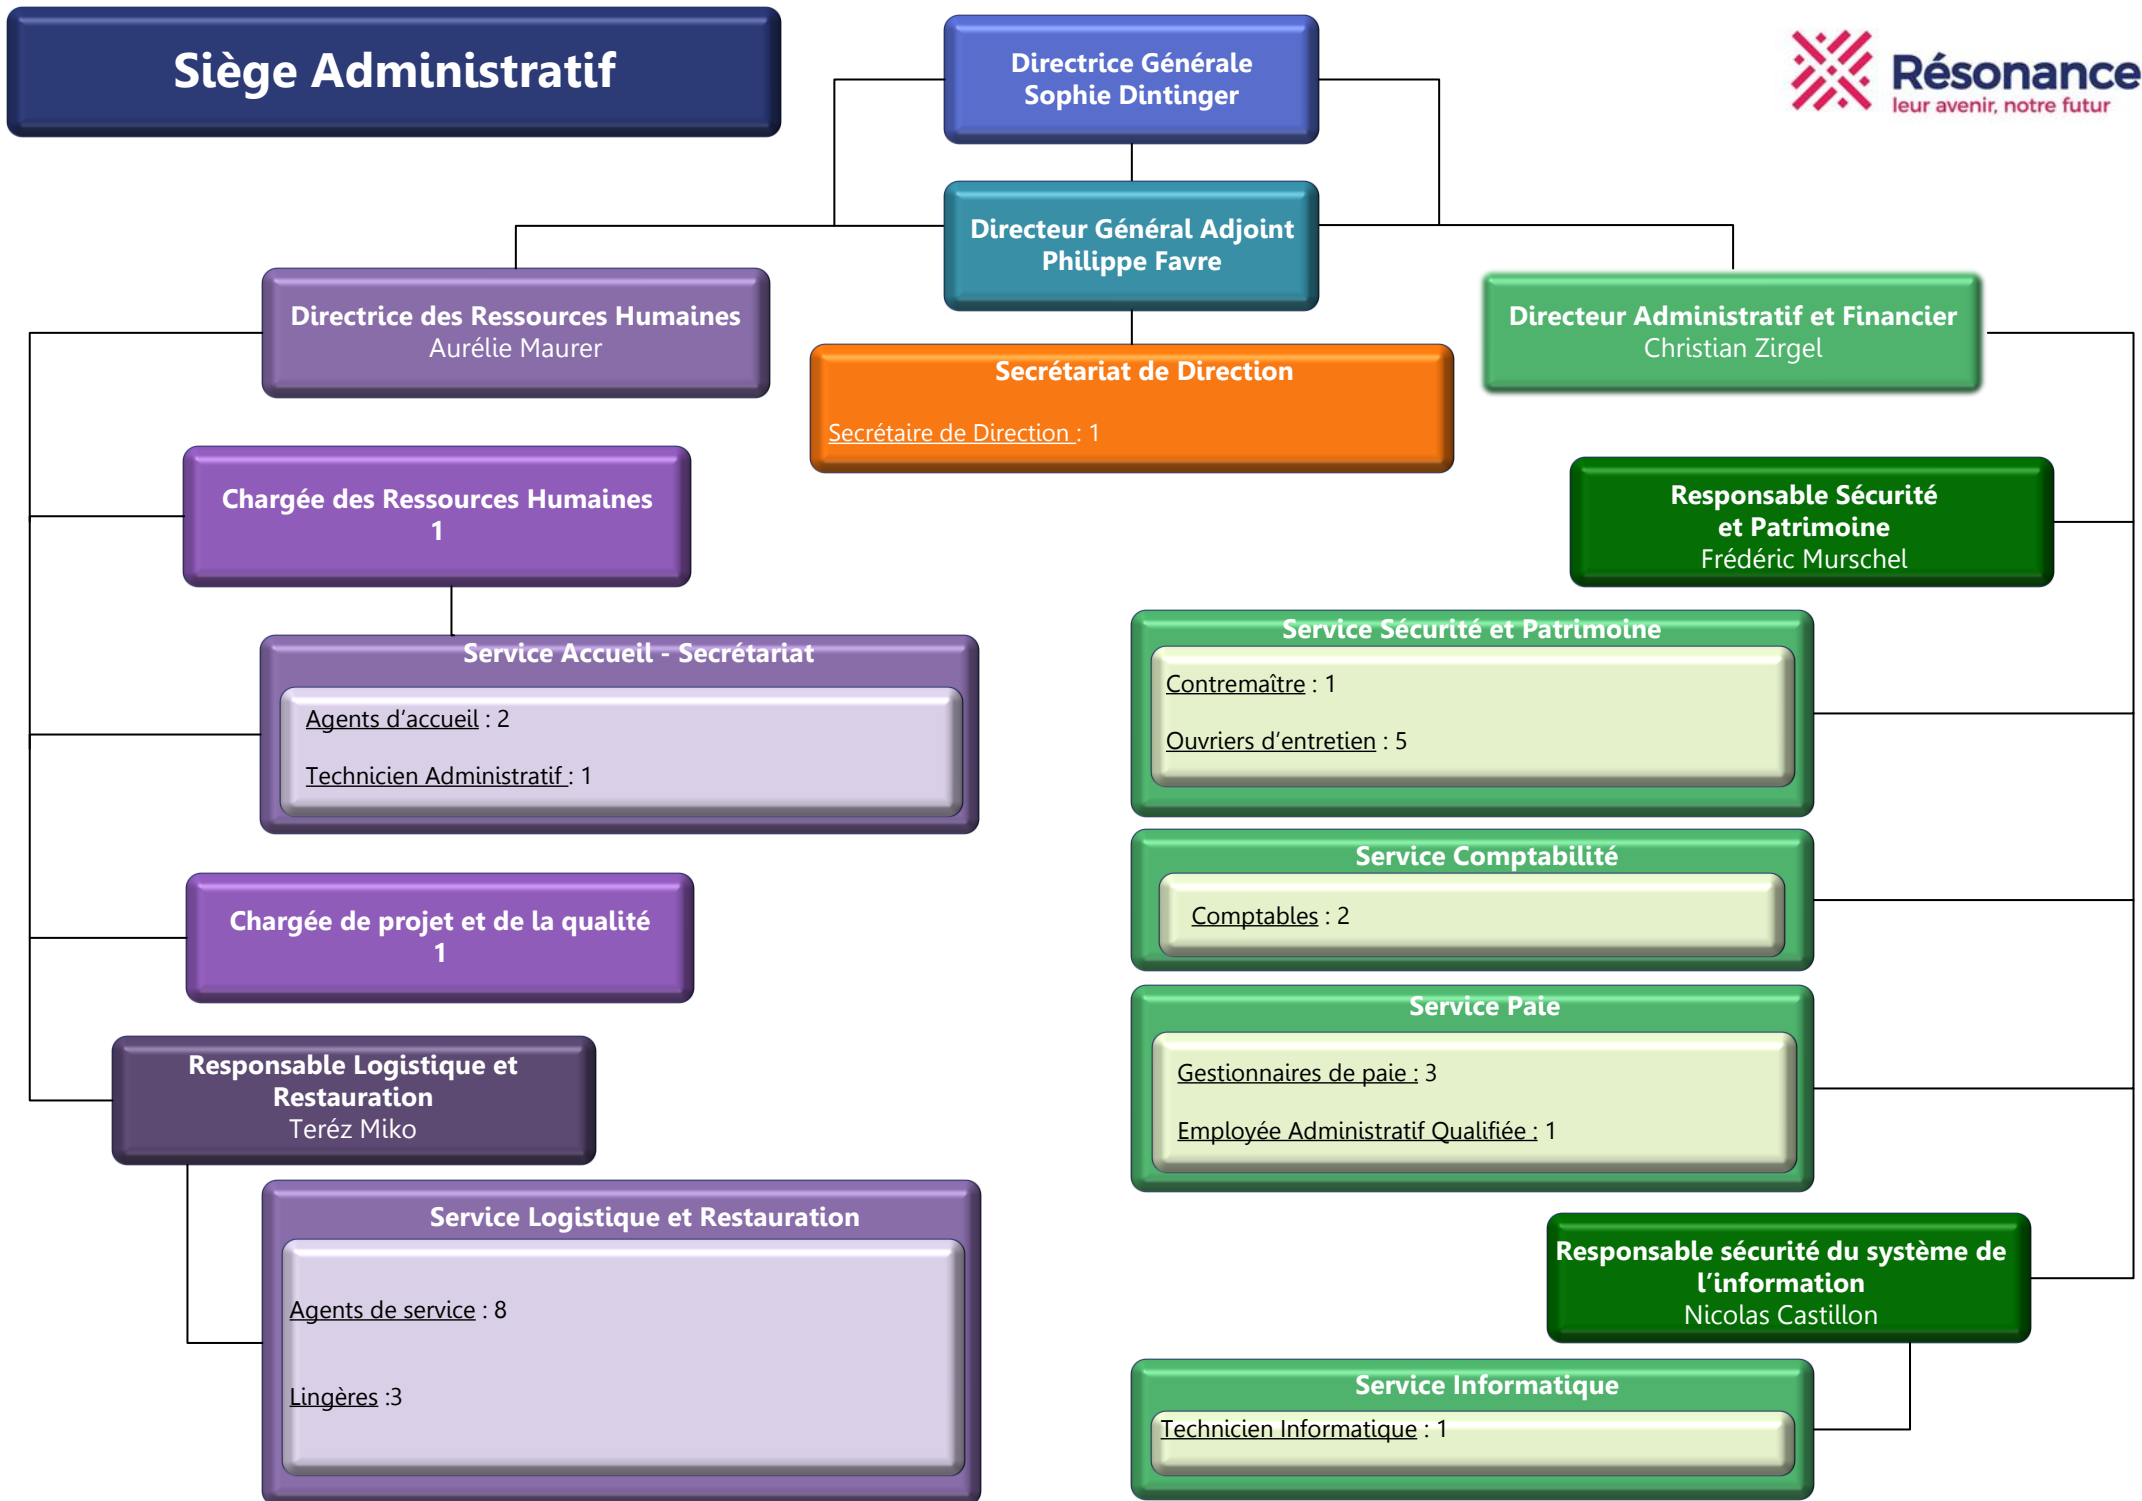 Siège Administratif
Directrice Générale
Sophie Dintinger
Résonance
leur avenir, notre futur
Directeur Général Adjoint
Philippe Favre
Directrice des Ressources Humaines
Aurélie Maurer
Directeur Administratif et Financier
Christian Zirgel
Secrétariat de Direction
Secrétaire de Direction : 1
Chargée des Ressources Humaines
1
Responsable Sécurité
et Patrimoine
Frédéric Murschel
Service Accueil - Secrétariat
Agents d’accueil : 2
Technicien Administratif : 1
Service Sécurité et Patrimoine
Contremaître : 1
Ouvriers d’entretien : 5
Service Comptabilité
Comptables : 2
Chargée de projet et de la qualité
1
Service Paie
Gestionnaires de paie : 3
Employée Administratif Qualifiée : 1
Responsable Logistique et
Restauration
Teréz Miko
Service Logistique et Restauration
Agents de service : 8
Lingères :3
Responsable sécurité du système de
l’information
Nicolas Castillon
Service Informatique
Technicien Informatique : 1